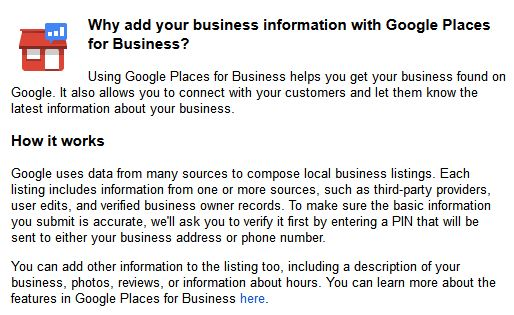 Why add your business information with Google Places
for Business?
Using Google Places for Business helps you get your business found on
Google. It also allows you to connect with your customers and let them know the
latest information about your business.
How it works
Google uses data from many sources to compose local business listings. Each
listing includes information from one or more sources, such as third-party providers,
user edits, and verified business owner records. To make sure the basic information
you submit is accurate, we'll ask you to verify it first by entering a PIN that will be
sent to either your business address or phone number.
You can add other information to the listing too, including a description of your
business, photos, reviews, or information about hours. You can learn more about the
features in Google Places for Business here.